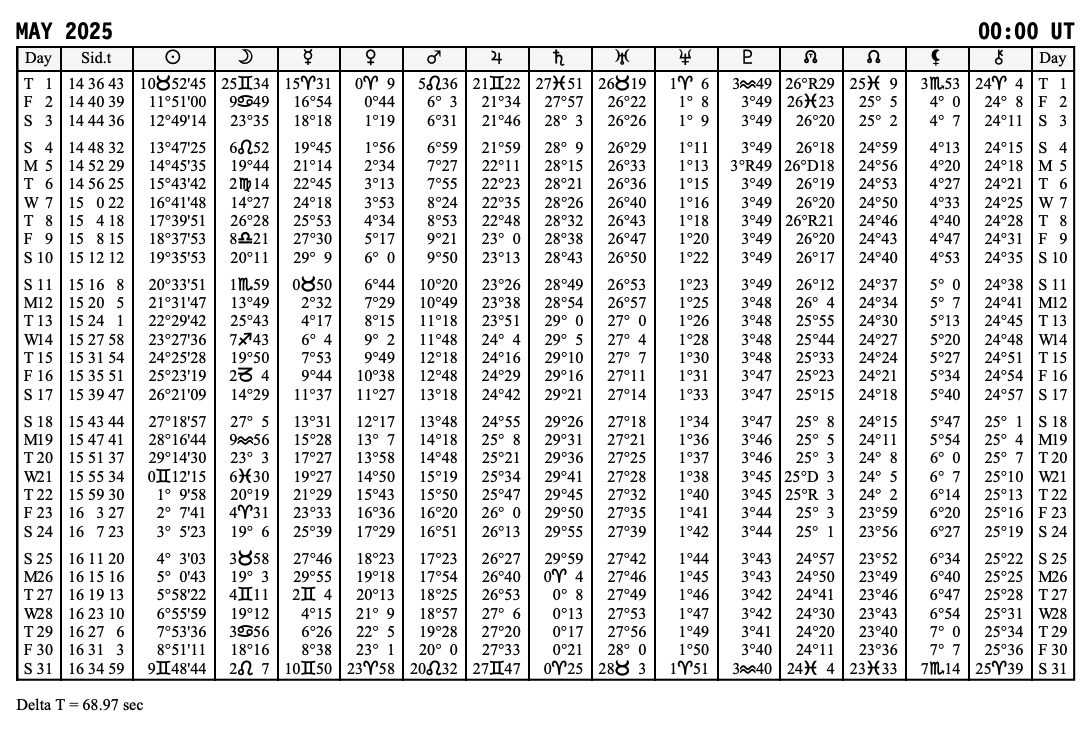 MAY 2025 00:00 UT
Day Sid.t ☉ ☽ ☿ ♀ ♂ ♃ ♄ ♅ ♆ ♇ ☊ ☊ ⚸ ⚷ Day
T 1 14 36 43 10♉52'45 25♊34 15♈31 0♈ 9 5♌36 21♊22 27♓51 26♉19 1♈ 6 3♒49 26°R29 25♓ 9 3♏53 24♈ 4 T 1
F 2 14 40 39 11°51'00 9♋49 16°54 0°44 6° 3 21°34 27°57 26°22 1° 8 3°49 26♓23 25° 5 4° 0 24° 8 F 2
S 3 14 44 36 12°49'14 23°35 18°18 1°19 6°31 21°46 28° 3 26°26 1° 9 3°49 26°20 25° 2 4° 7 24°11 S 3
S 4 14 48 32 13°47'25 6♌52 19°45 1°56 6°59 21°59 28° 9 26°29 1°11 3°49 26°18 24°59 4°13 24°15 S 4
M 5 14 52 29 14°45'35 19°44 21°14 2°34 7°27 22°11 28°15 26°33 1°13 3°R49 26°D18 24°56 4°20 24°18 M 5
T 6 14 56 25 15°43'42 2♍14 22°45 3°13 7°55 22°23 28°21 26°36 1°15 3°49 26°19 24°53 4°27 24°21 T 6
W 7 15 0 22 16°41'48 14°27 24°18 3°53 8°24 22°35 28°26 26°40 1°16 3°49 26°20 24°50 4°33 24°25 W 7
T 8 15 4 18 17°39'51 26°28 25°53 4°34 8°53 22°48 28°32 26°43 1°18 3°49 26°R21 24°46 4°40 24°28 T 8
F 9 15 8 15 18°37'53 8♎21 27°30 5°17 9°21 23° 0 28°38 26°47 1°20 3°49 26°20 24°43 4°47 24°31 F 9
S 10 15 12 12 19°35'53 20°11 29° 9 6° 0 9°50 23°13 28°43 26°50 1°22 3°49 26°17 24°40 4°53 24°35 S 10
S 11 15 16 8 20°33'51 1♏59 0♉50 6°44 10°20 23°26 28°49 26°53 1°23 3°49 26°12 24°37 5° 0 24°38 S 11
M12 15 20 5 21°31'47 13°49 2°32 7°29 10°49 23°38 28°54 26°57 1°25 3°48 26° 4 24°34 5° 7 24°41 M12
T 13 15 24 1 22°29'42 25°43 4°17 8°15 11°18 23°51 29° 0 27° 0 1°26 3°48 25°55 24°30 5°13 24°45 T 13
W14 15 27 58 23°27'36 7♐43 6° 4 9° 2 11°48 24° 4 29° 5 27° 4 1°28 3°48 25°44 24°27 5°20 24°48 W14
T 15 15 31 54 24°25'28 19°50 7°53 9°49 12°18 24°16 29°10 27° 7 1°30 3°48 25°33 24°24 5°27 24°51 T 15
F 16 15 35 51 25°23'19 2♑ 4 9°44 10°38 12°48 24°29 29°16 27°11 1°31 3°47 25°23 24°21 5°34 24°54 F 16
S 17 15 39 47 26°21'09 14°29 11°37 11°27 13°18 24°42 29°21 27°14 1°33 3°47 25°15 24°18 5°40 24°57 S 17
S 18 15 43 44 27°18'57 27° 5 13°31 12°17 13°48 24°55 29°26 27°18 1°34 3°47 25° 8 24°15 5°47 25° 1 S 18
M19 15 47 41 28°16'44 9♒56 15°28 13° 7 14°18 25° 8 29°31 27°21 1°36 3°46 25° 5 24°11 5°54 25° 4 M19
T 20 15 51 37 29°14'30 23° 3 17°27 13°58 14°48 25°21 29°36 27°25 1°37 3°46 25° 3 24° 8 6° 0 25° 7 T 20
W21 15 55 34 0♊12'15 6♓30 19°27 14°50 15°19 25°34 29°41 27°28 1°38 3°45 25°D 3 24° 5 6° 7 25°10 W21
T 22 15 59 30 1° 9'58 20°19 21°29 15°43 15°50 25°47 29°45 27°32 1°40 3°45 25°R 3 24° 2 6°14 25°13 T 22
F 23 16 3 27 2° 7'41 4♈31 23°33 16°36 16°20 26° 0 29°50 27°35 1°41 3°44 25° 3 23°59 6°20 25°16 F 23
S 24 16 7 23 3° 5'23 19° 6 25°39 17°29 16°51 26°13 29°55 27°39 1°42 3°44 25° 1 23°56 6°27 25°19 S 24
S 25 16 11 20 4° 3'03 3♉58 27°46 18°23 17°23 26°27 29°59 27°42 1°44 3°43 24°57 23°52 6°34 25°22 S 25
M26 16 15 16 5° 0'43 19° 3 29°55 19°18 17°54 26°40 0♈ 4 27°46 1°45 3°43 24°50 23°49 6°40 25°25 M26
T 27 16 19 13 5°58'22 4♊11 2♊ 4 20°13 18°25 26°53 0° 8 27°49 1°46 3°42 24°41 23°46 6°47 25°28 T 27
W28 16 23 10 6°55'59 19°12 4°15 21° 9 18°57 27° 6 0°13 27°53 1°47 3°42 24°30 23°43 6°54 25°31 W28
T 29 16 27 6 7°53'36 3♋56 6°26 22° 5 19°28 27°20 0°17 27°56 1°49 3°41 24°20 23°40 7° 0 25°34 T 29
F 30 16 31 3 8°51'11 18°16 8°38 23° 1 20° 0 27°33 0°21 28° 0 1°50 3°40 24°11 23°36 7° 7 25°36 F 30
S 31 16 34 59 9♊48'44 2♌ 7 10♊50 23♈58 20♌32 27♊47 0♈25 28♉ 3 1♈51 3♒40 24♓ 4 23♓33 7♏14 25♈39 S 31
Delta T = 68.97 sec